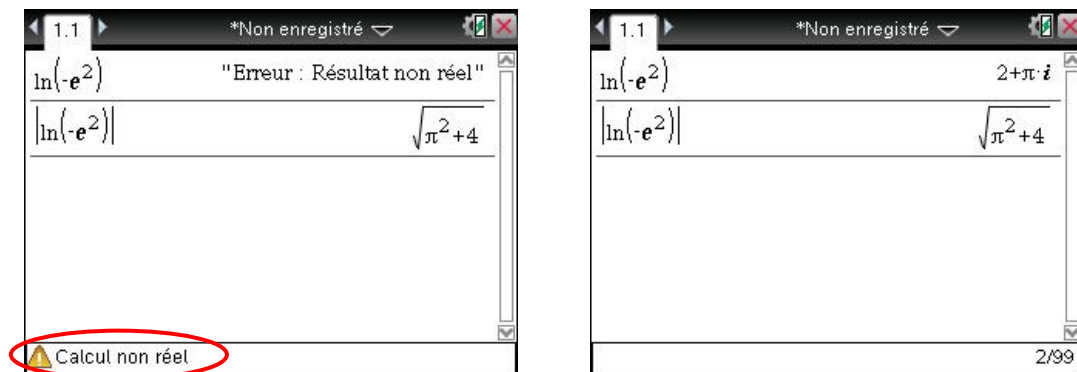 1.1 *Non enregistré
ln(-e²) "Erreur : Résultat non réel"
|ln(-e²)| √π²+4
Calcul non réel
1.1 *Non enregistré
ln(-e²) 2+π·i
|ln(-e²)| √π²+4
2/99